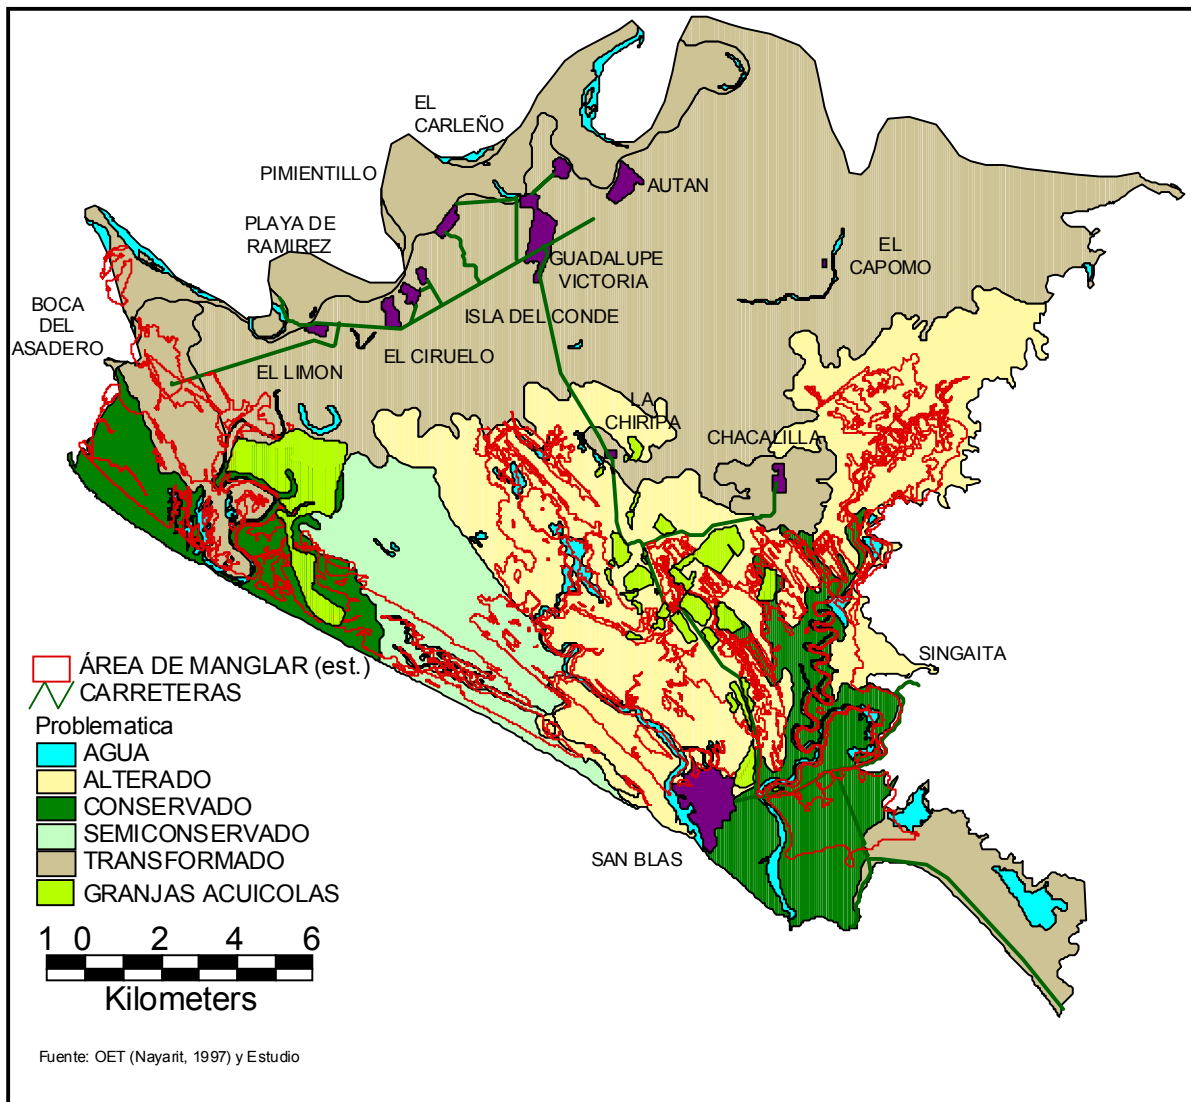 EL
CARLEÑO
PIMIENTILLO
AUTAN
PLAYA DE
RAMIREZ
EL
CAPOMO
GUADALUPE
VICTORIA
BOCA
DEL
ASADERO
ISLA DEL CONDE
EL CIRUELO
EL LIMON
LA
CHIRIPA
CHACALILLA
SINGAITA
SAN BLAS
ÁREA DE MANGLAR (est.)
CARRETERAS
Problematica
AGUA
ALTERADO
CONSERVADO
SEMICONSERVADO
TRANSFORMADO
GRANJAS ACUICOLAS
1 0 2 4 6
Kilometers
Fuente: OET (Nayarit, 1997) y Estudio